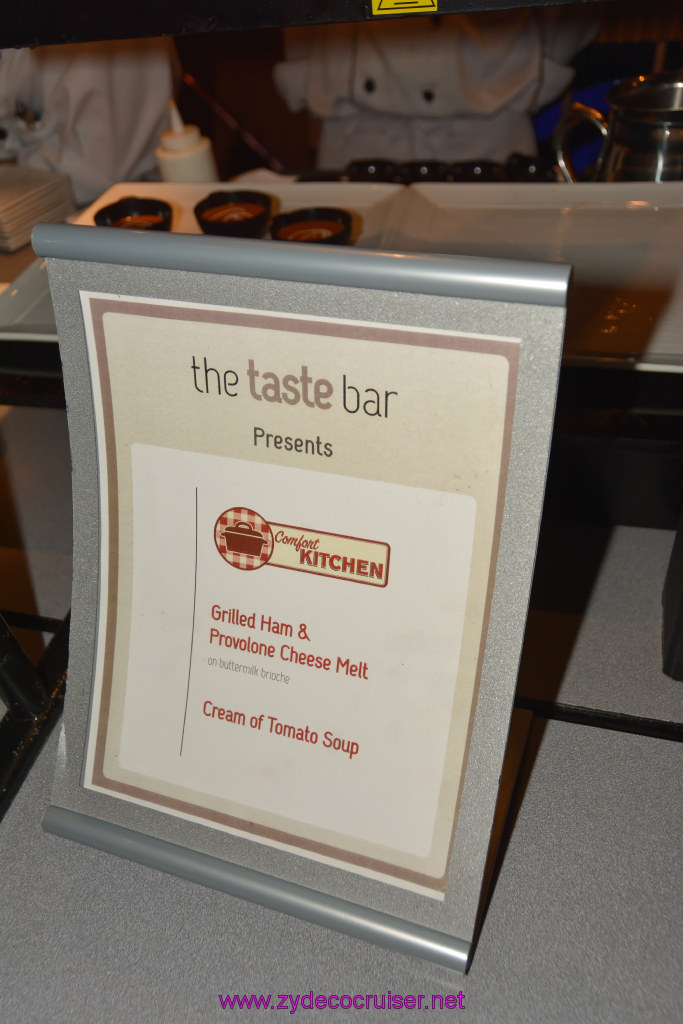 the taste bar
Presents
Comfort
KITCHEN
Grilled Ham &
Provolone Cheese Melt
on buttermilk brioche
Cream of Tomato Soup
www.zydecocruiser.net